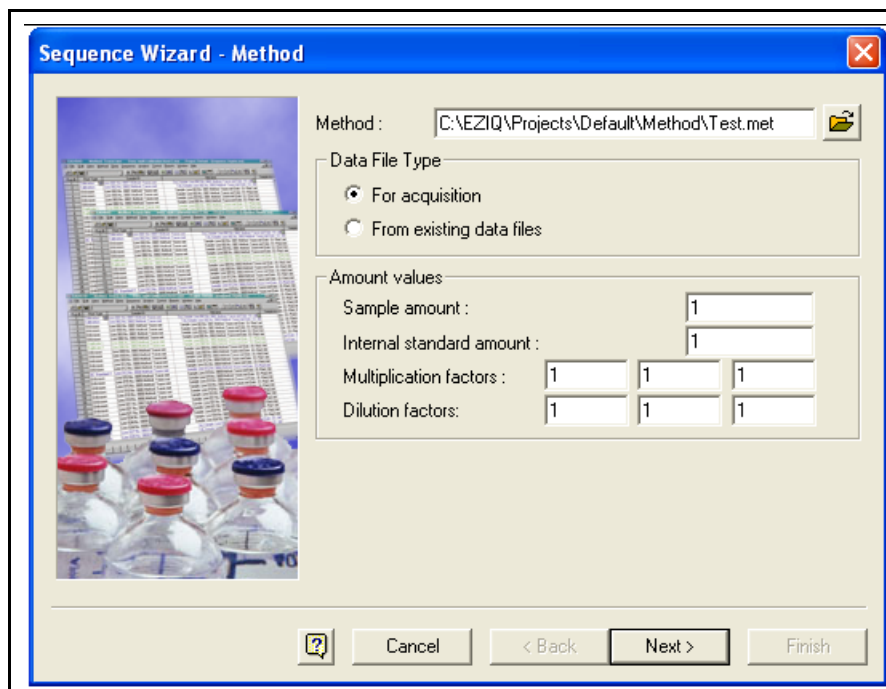 Sequence Wizard - Method
Method : C:\EZIQ\Projects\Default\Method\Test.met
Data File Type
For acquisition
From existing data files
Amount values
Sample amount : 1
Internal standard amount : 1
Multiplication factors : 1 1 1
Dilution factors: 1 1 1
Cancel < Back Next > Finish